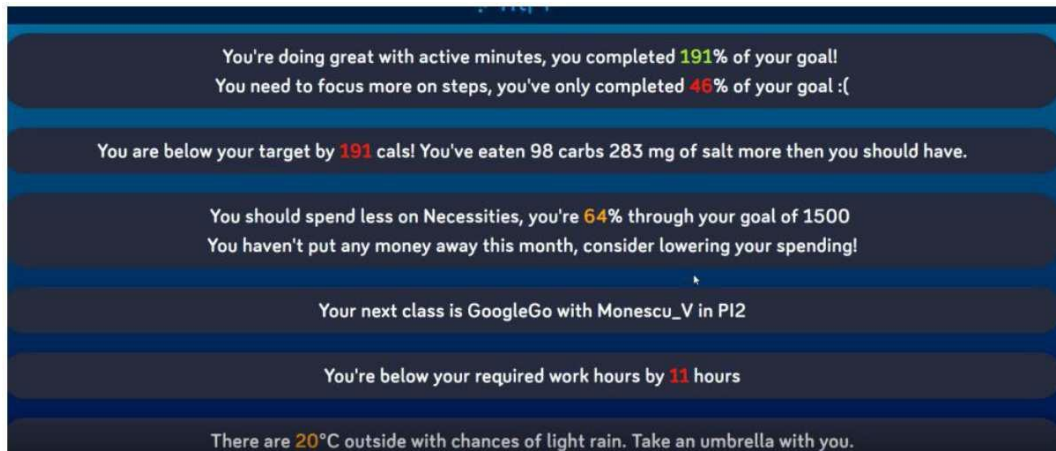 You're doing great with active minutes, you completed 191% of your goal!
You need to focus more on steps, you've only completed 46% of your goal :(
You are below your target by 191 cals! You've eaten 98 carbs 283 mg of salt more then you should have.
You should spend less on Necessities, you're 64% through your goal of 1500
You haven't put any money away this month, consider lowering your spending!
Your next class is GoogleGo with Monescu_V in PI2
You're below your required work hours by 11 hours
There are 20°C outside with chances of light rain. Take an umbrella with you.